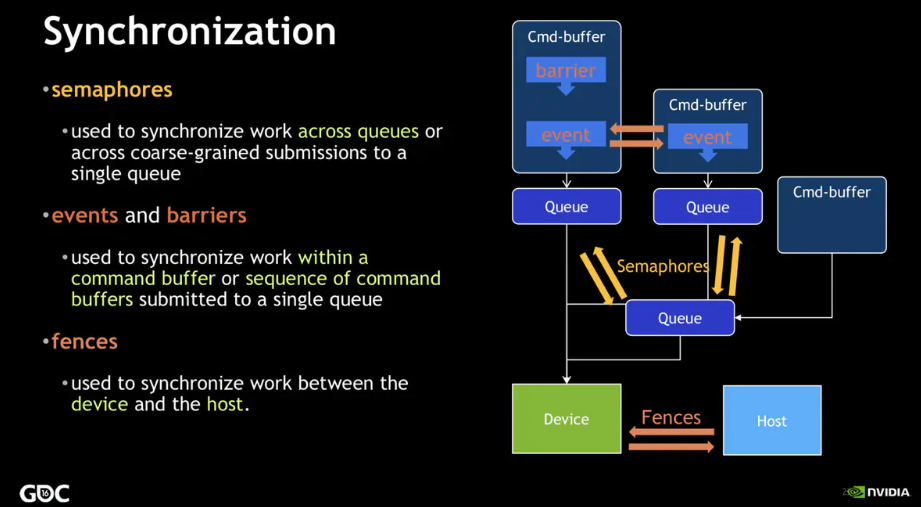 Synchronization
•semaphores
•used to synchronize work across queues or
across coarse-grained submissions to a
single queue
•events and barriers
•used to synchronize work within a
command buffer or sequence of command
buffers submitted to a single queue
•fences
•used to synchronize work between the
device and the host.
Cmd-buffer
barrier
event
Cmd-buffer
event
Cmd-buffer
Queue
Queue
Semaphores
Queue
Device
Fences
Host
GDC
16
NVIDIA.